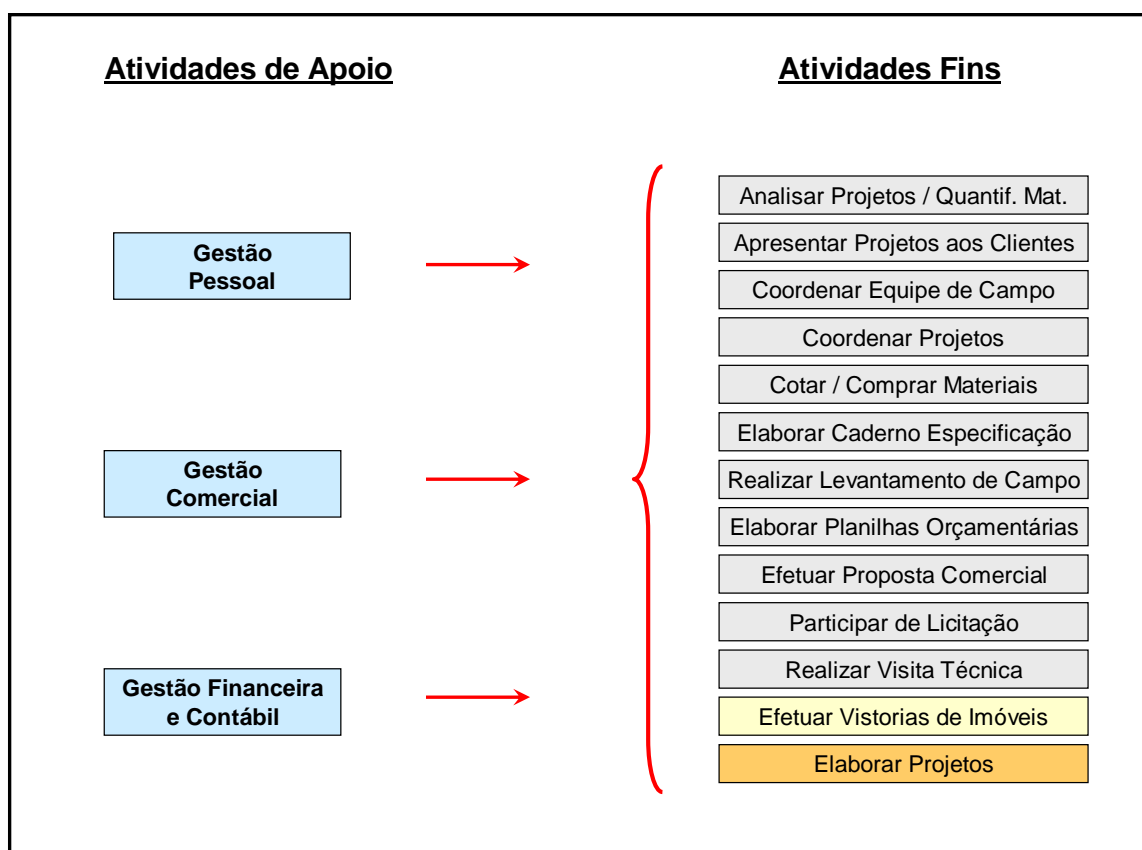 Atividades de Apoio
Atividades Fins
Gestão
Pessoal
Gestão
Comercial
Gestão Financeira
e Contábil
Analisar Projetos / Quantif. Mat.
Apresentar Projetos aos Clientes
Coordenar Equipe de Campo
Coordenar Projetos
Cotar / Comprar Materiais
Elaborar Caderno Especificação
Realizar Levantamento de Campo
Elaborar Planilhas Orçamentárias
Efetuar Proposta Comercial
Participar de Licitação
Realizar Visita Técnica
Efetuar Vistorias de Imóveis
Elaborar Projetos